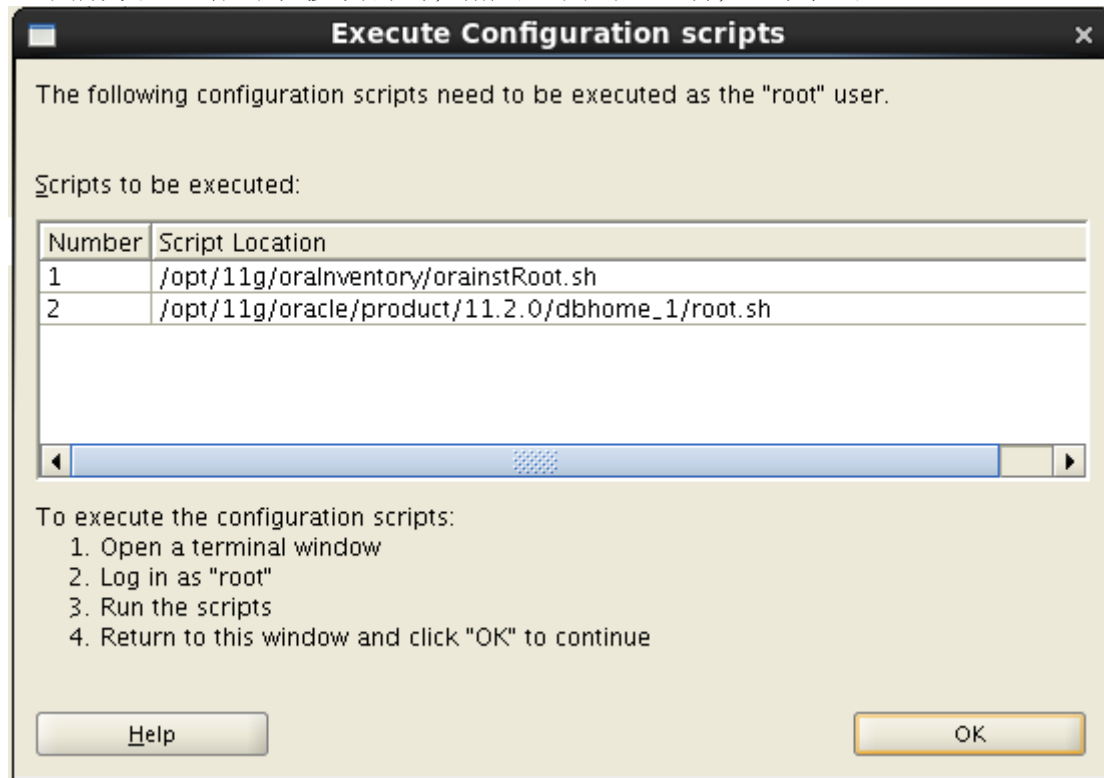 Execute Configuration scripts
The following configuration scripts need to be executed as the "root" user.
Scripts to be executed:
Number Script Location
1 /opt/11g/oraInventory/orainstRoot.sh
2 /opt/11g/oracle/product/11.2.0/dbhome_1/root.sh
To execute the configuration scripts:
1. Open a terminal window
2. Log in as "root"
3. Run the scripts
4. Return to this window and click "OK" to continue
Help OK